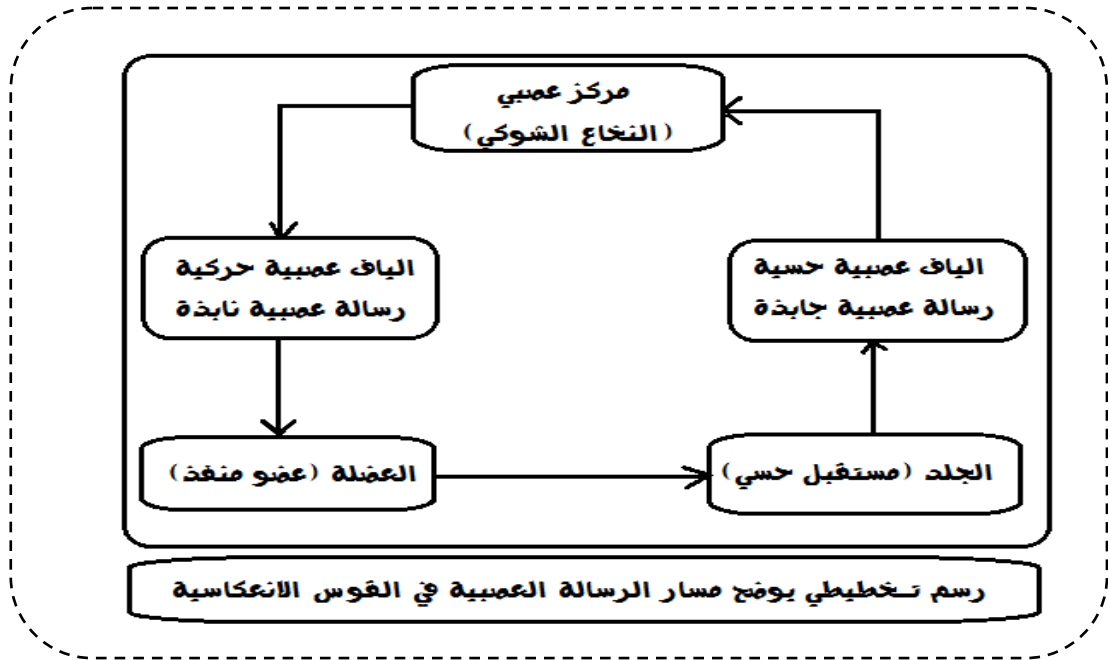 مركز عصبي
(النخاع الشوكي)
الياف عصبية حسية
رسالة عصبية جابذة
الياف عصبية حركية
رسالة عصبية نابذة
الجلد (مستقبل حسي)
العضلة (عضو منفذ)
رسم تـخطيطي يوضح مسار الرسالة العصبية في القوس الانعكاسية